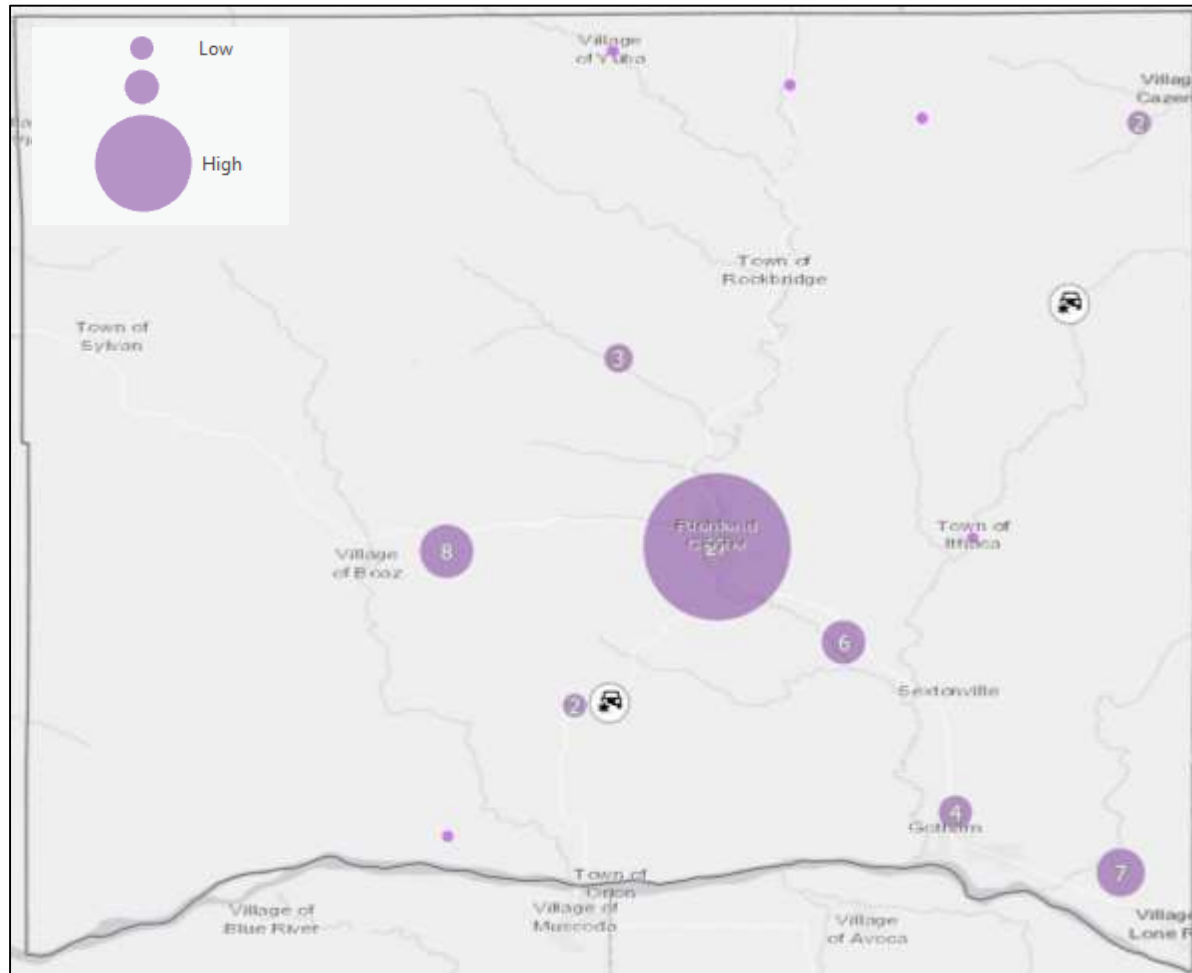 Low
High
Village
of Yuba
Villag
Cazen
2
Town of
Rockbridge
Town of
Sylvan
3
Town of
Ithaca
8
Village
of Boaz
6
Sextonville
2
4
Gotham
7
Town of
Orion
Village of
Blue River
Village of
Muscoda
Village
of Avoca
Village
Lone R